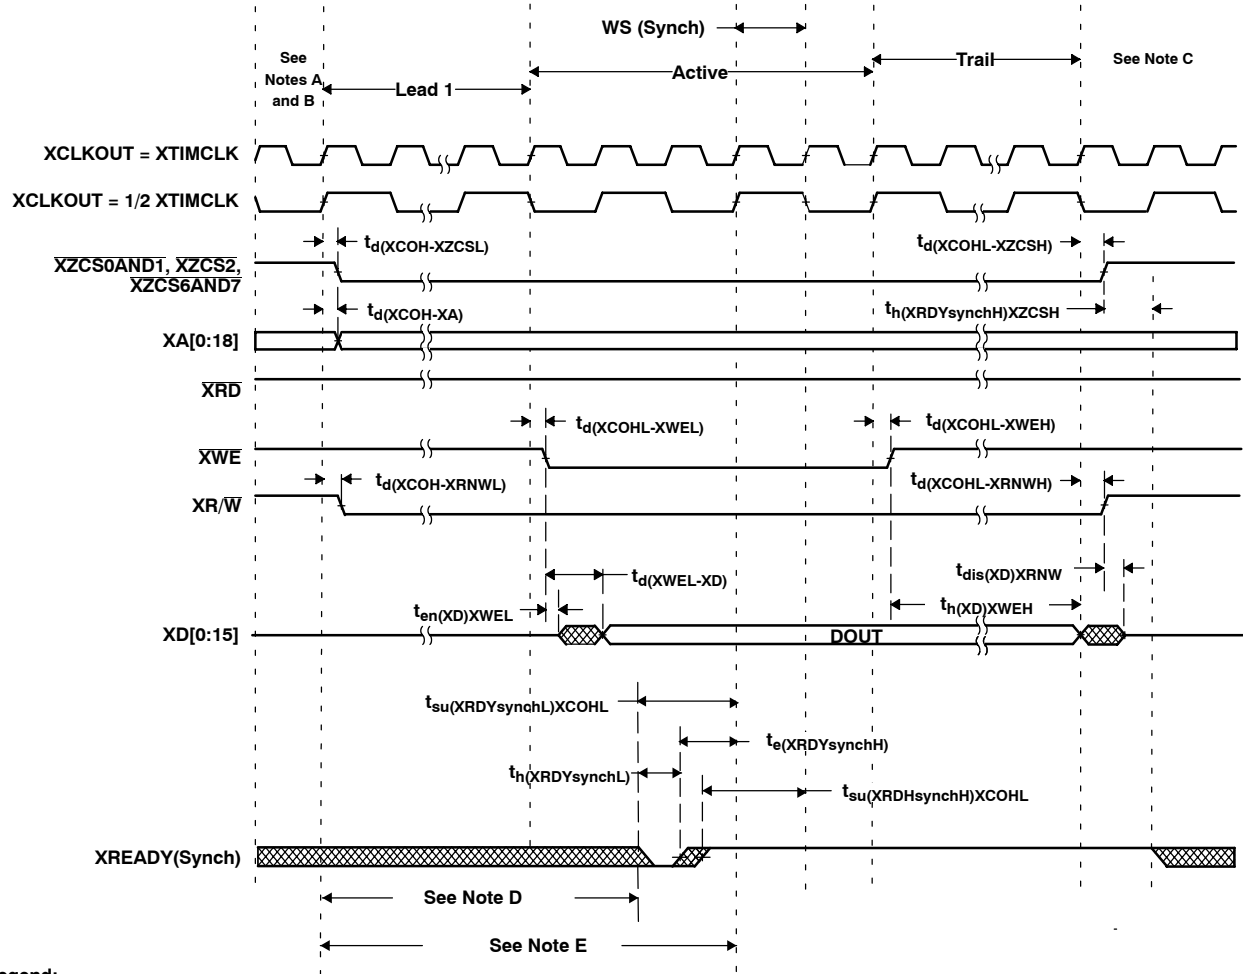 WS (Synch)
See
Notes A
and B
Lead 1
Active
Trail
See Note C
XCLKOUT = XTIMCLK
XCLKOUT = 1/2 XTIMCLK
td(XCOH-XZCSL)
td(XCOHL-XZCSH)
XZCS0AND1, XZCS2,
XZCS6AND7
td(XCOH-XA)
th(XRDYsynchH)XZCSH
XA[0:18]
XRD
td(XCOHL-XWEL)
td(XCOHL-XWEH)
XWE
td(XCOH-XRNWL)
td(XCOHL-XRNWH)
XR/W
td(XWEL-XD)
tdis(XD)XRNW
ten(XD)XWEL
th(XD)XWEH
XD[0:15]
DOUT
tsu(XRDYsynchL)XCOHL
te(XRDYsynchH)
th(XRDYsynchL)
tsu(XRDHsynchH)XCOHL
XREADY(Synch)
See Note D
See Note E